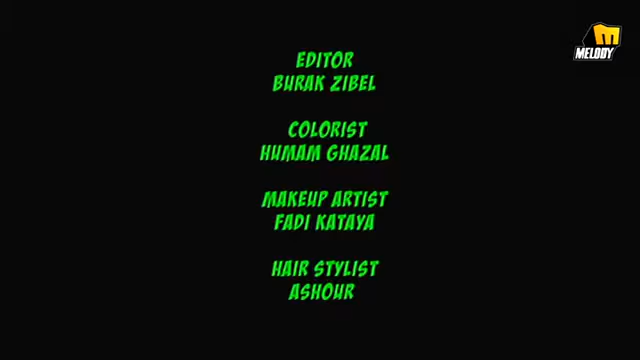 M
MELODY
EDITOR
BURAK ZIBEL
COLORIST
HUMAM GHAZAL
MAKEUP ARTIST
FADI KATAYA
HAIR STYLIST
ASHOUR